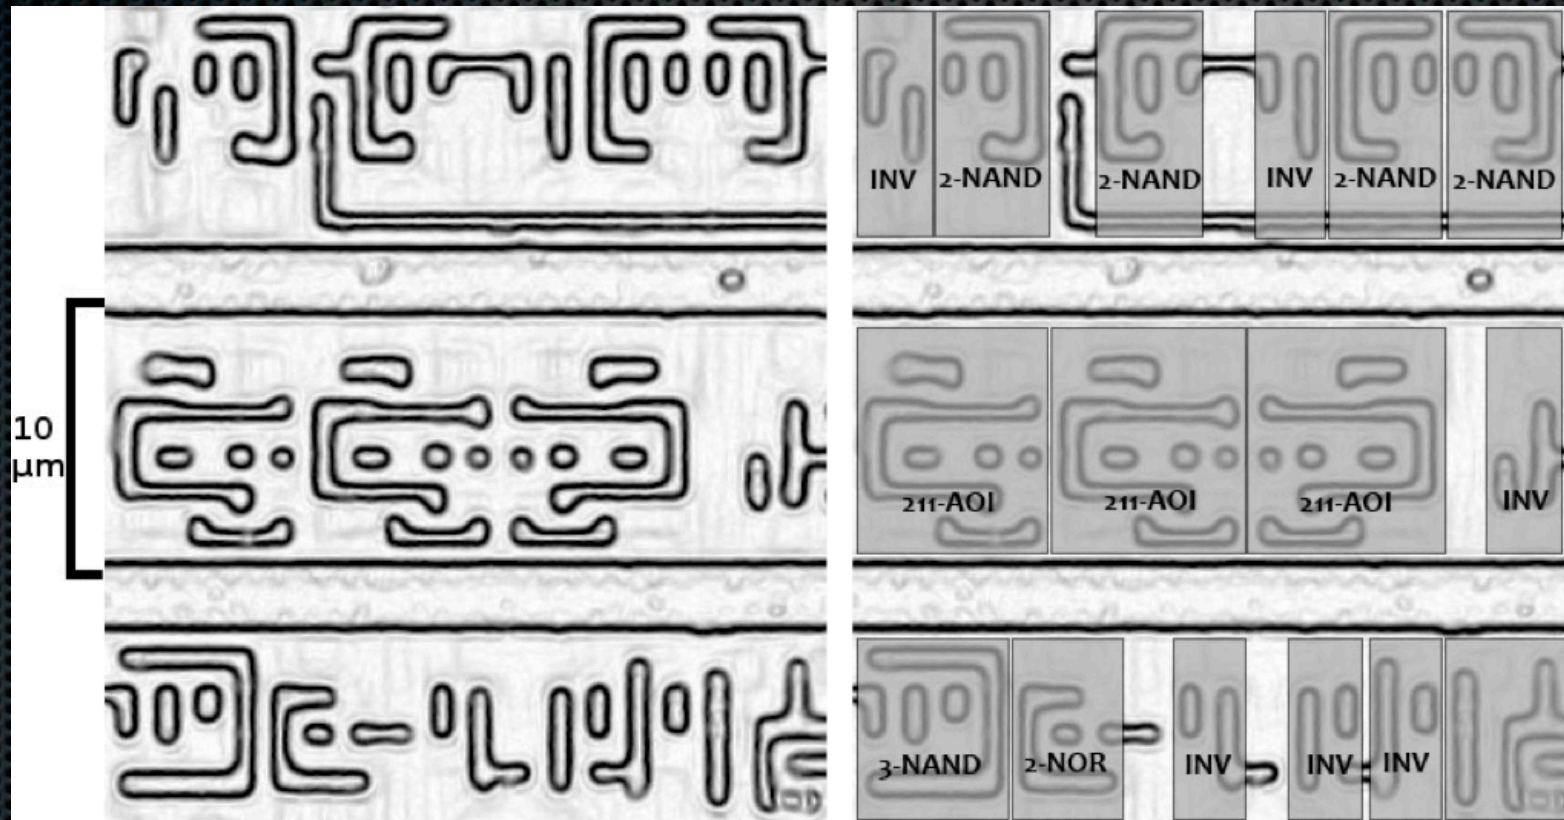 INV 2-NAND 2-NAND INV 2-NAND 2-NAND
10
µm
211-AOI 211-AOI 211-AOI INV
3-NAND 2-NOR INV INV INV